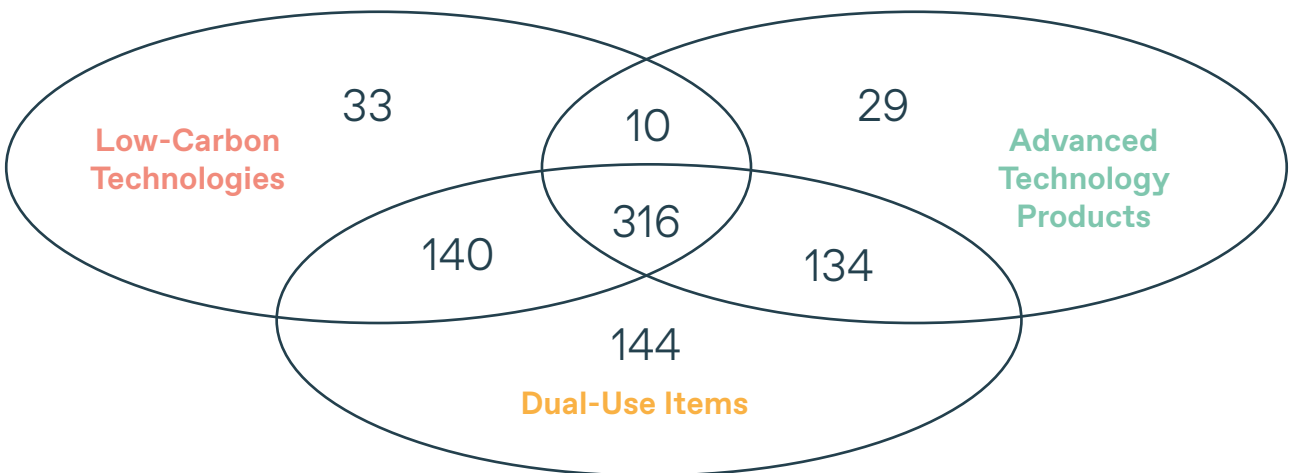 33
10
29
Low-Carbon
Technologies
Advanced
Technology
Products
316
140
134
144
Dual-Use Items